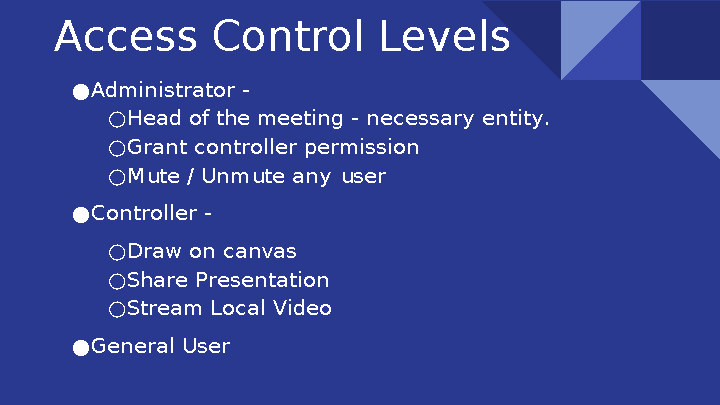 Access Control Levels
●Administrator -
○Head of the meeting - necessary entity.
○Grant controller permission
○Mute / Unmute any user
●Controller -
○Draw on canvas
○Share Presentation
○Stream Local Video
●General User